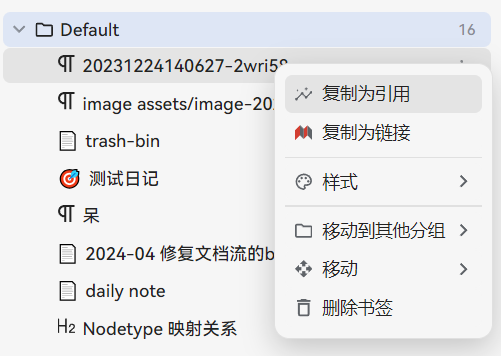 Default 16
20231224140627-2wri58
image assets/image-202
trash-bin
测试日记
呆
2024-04 修复文档流的b
daily note
H2 Nodetype 映射关系
复制为引用
复制为链接
样式
移动到其他分组
移动
删除书签